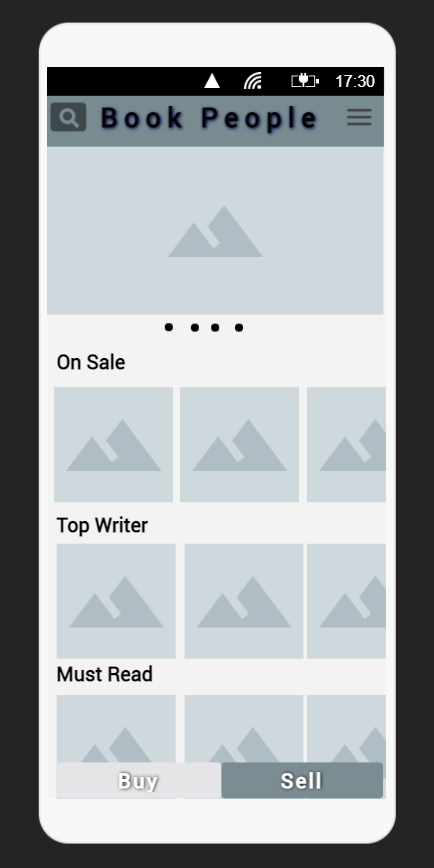 17:30
Book People
On Sale
Top Writer
Must Read
Buy Sell